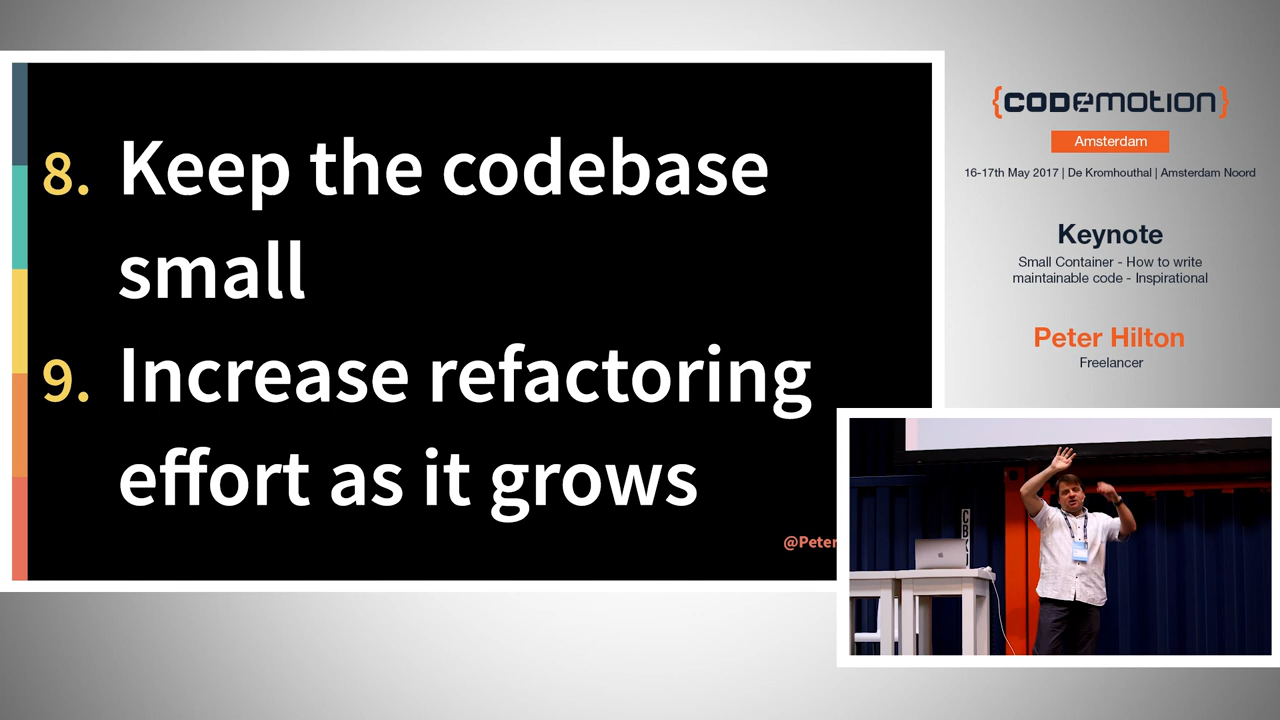 8. Keep the codebase
small
9. Increase refactoring
effort as it grows
@Peter
{codemotion}
Amsterdam
16-17th May 2017 | De Kromhouthal | Amsterdam Noord
Keynote
Small Container - How to write
maintainable code - Inspirational
Peter Hilton
Freelancer